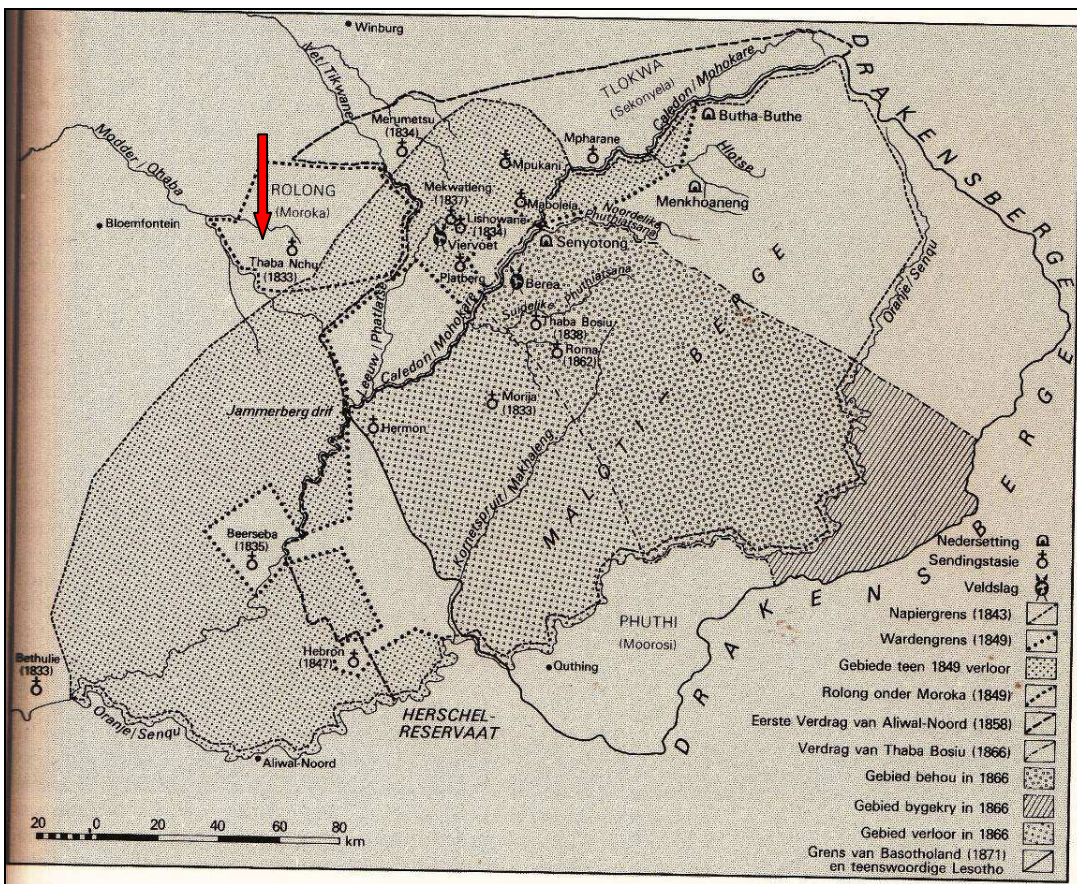 Winburg
DRAKENSBERGE
Vet/Tikwane
TLOKWA
(Sekonyela)
Caledon/Mohokare
Merumetsu
(1834)
Butha-Buthe
Mpharane
Modder/Qhaba
Mpukani
Hlotse
ROLONG
(Moroka)
Mekwatleng
(1837)
Menkhoaneng
Maboleia
Bloemfontein
Lishowane
(1834)
Noordelike
Phuthiatsana
Viervoet
Senyotong
Thaba Nchu
(1833)
Platberg
Berea
Suidelike Phuthiatsana
Oranje/Senqu
Leeuw/Phatlatse
Caledon/Mohokare
Thaba Bosiu
(1838)
Roma
(1862)
Morija
(1833)
Jammerberg drif
Hermon
MALOTI BERGE
Kornetspruit/Makhaleng
DRAKENSBERGE
Beerseba
(1835)
PHUTHI
(Moorosi)
Hebron
(1847)
Quthing
Bethulie
(1833)
Oranje/Senqu
HERSCHEL-
RESERVAAT
Aliwal-Noord
20 0 20 40 60 80
km
Nedersetting
Sendingstasie
Veldslag
Napiergrens (1843)
Wardengrens (1849)
Gebiede teen 1849 verloor
Rolong onder Moroka (1849)
Eerste Verdrag van Aliwal-Noord (1858)
Verdrag van Thaba Bosiu (1866)
Gebied behou in 1866
Gebied bygekry in 1866
Gebied verloor in 1866
Grens van Basotholand (1871)
en teenswoordige Lesotho